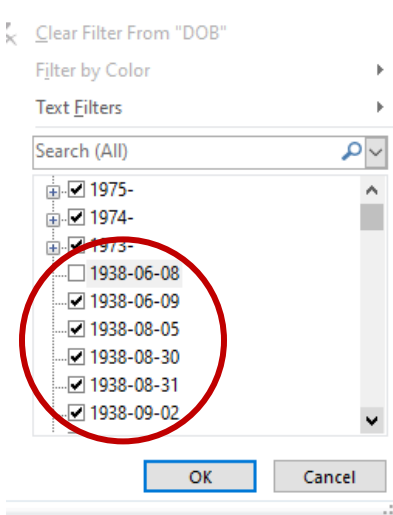 Clear Filter From "DOB"
Filter by Color
Text Filters
Search (All)
1975-
1974-
1973-
1938-06-08
1938-06-09
1938-08-05
1938-08-30
1938-08-31
1938-09-02
OK
Cancel